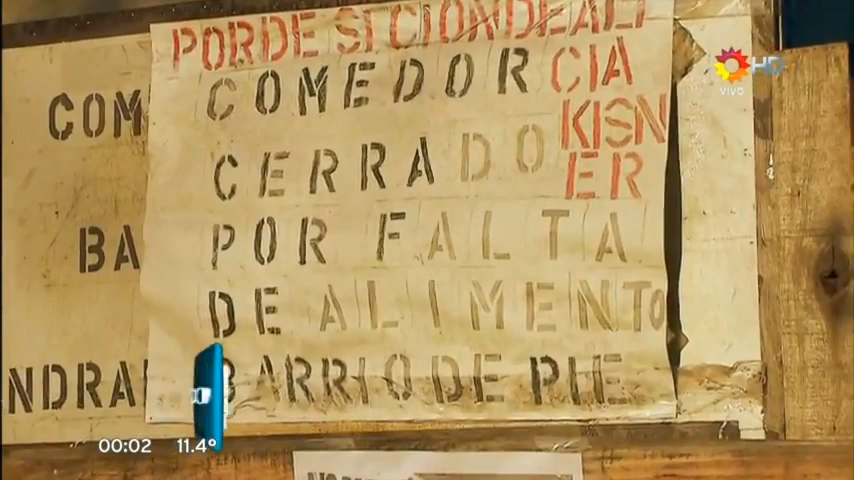 PORDESICIONDEALI
COMEDOR CIA
KISN
CERRADO ER
POR FALTA
DE ALIMENTO
BARRIO DE PIE
COM
BA
NDRA
HD
VIVO
00:02 11.4°